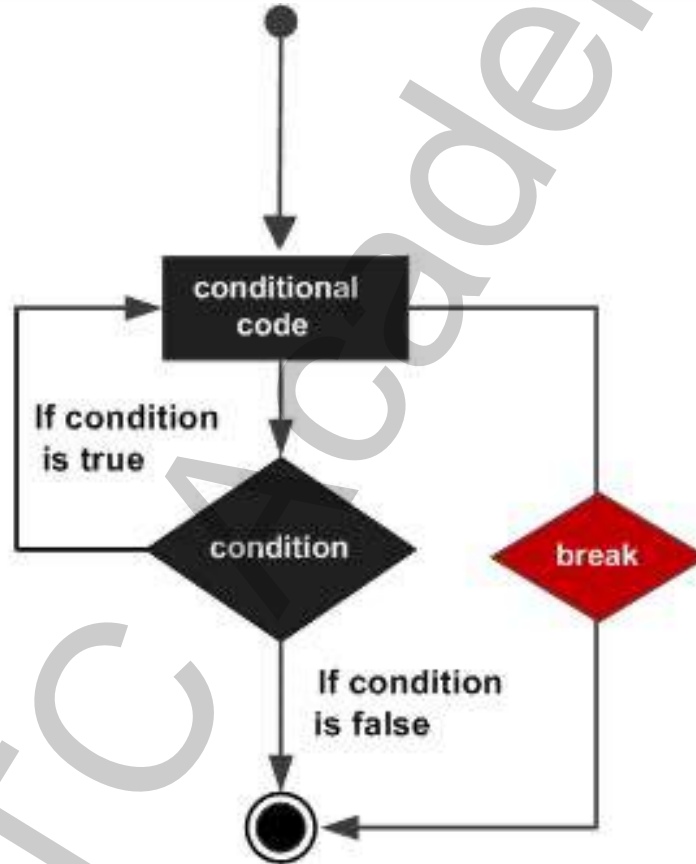 conditional
code
If condition
is true
condition
break
If condition
is false